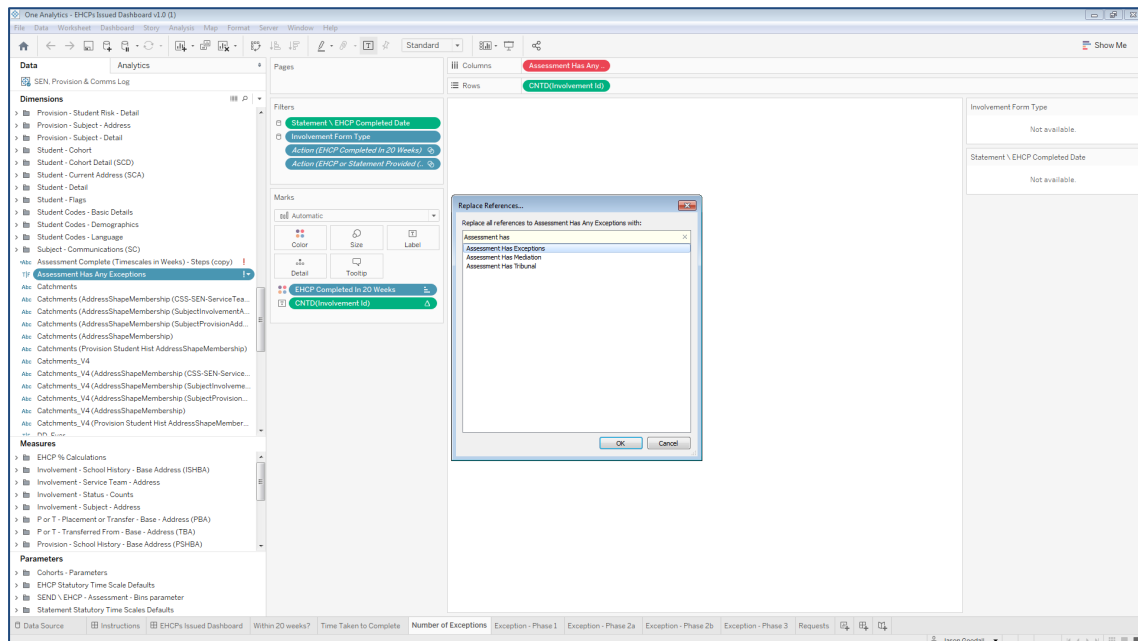 One Analytics - EHCPs Issued Dashboard v1.0 (1)
File Data Worksheet Dashboard Story Analysis Map Format Server Window Help
Standard
Show Me
Data Analytics
SEN, Provision & Comms Log
Dimensions
Provision - Student Risk - Detail
Provision - Subject - Address
Provision - Subject - Detail
Student - Cohort
Student - Cohort Detail (SCD)
Student - Current Address (SCA)
Student - Detail
Student - Flags
Student Codes - Basic Details
Student Codes - Demographics
Student Codes - Language
Subject - Communications (SC)
Abc Assessment Complete (Timescales in Weeks) - Steps (copy) !
T|F Assessment Has Any Exceptions !
Abc Catchments
Abc Catchments (AddressShapeMembership (CSS-SEN-ServiceTea...
Abc Catchments (AddressShapeMembership (SubjectInvolvementA...
Abc Catchments (AddressShapeMembership (SubjectProvisionAdd...
Abc Catchments (AddressShapeMembership)
Abc Catchments (Provision Student Hist AddressShapeMembership)
Abc Catchments_V4
Abc Catchments_V4 (AddressShapeMembership (CSS-SEN-Service...
Abc Catchments_V4 (AddressShapeMembership (SubjectInvolveme...
Abc Catchments_V4 (AddressShapeMembership (SubjectProvision...
Abc Catchments_V4 (AddressShapeMembership)
Abc Catchments_V4 (Provision Student Hist AddressShapeMember...
Measures
EHCP % Calculations
Involvement - School History - Base Address (ISHBA)
Involvement - Service Team - Address
Involvement - Status - Counts
Involvement - Subject - Address
P or T - Placement or Transfer - Base - Address (PBA)
P or T - Transferred From - Base - Address (TBA)
Provision - School History - Base Address (PSHBA)
Parameters
Cohorts - Parameters
EHCP Statutory Time Scale Defaults
SEND \ EHCP - Assessment - Bins parameter
Statement Statutory Time Scales Defaults
Pages
Filters
Statement \ EHCP Completed Date
Involvement Form Type
Action (EHCP Completed In 20 Weeks)
Action (EHCP or Statement Provided (..
Marks
Automatic
Color Size Label
Detail Tooltip
EHCP Completed In 20 Weeks
CNTD(Involvement Id)
Columns Assessment Has Any ..
Rows CNTD(Involvement Id)
Replace References...
Replace all references to Assessment Has Any Exceptions with:
Assessment has
Assessment Has Exceptions
Assessment Has Mediation
Assessment Has Tribunal
OK Cancel
Involvement Form Type
Not available.
Statement \ EHCP Completed Date
Not available.
Data Source Instructions EHCPs Issued Dashboard Within 20 weeks? Time Taken to Complete Number of Exceptions Exception - Phase 1 Exception - Phase 2a Exception - Phase 2b Exception - Phase 3 Requests